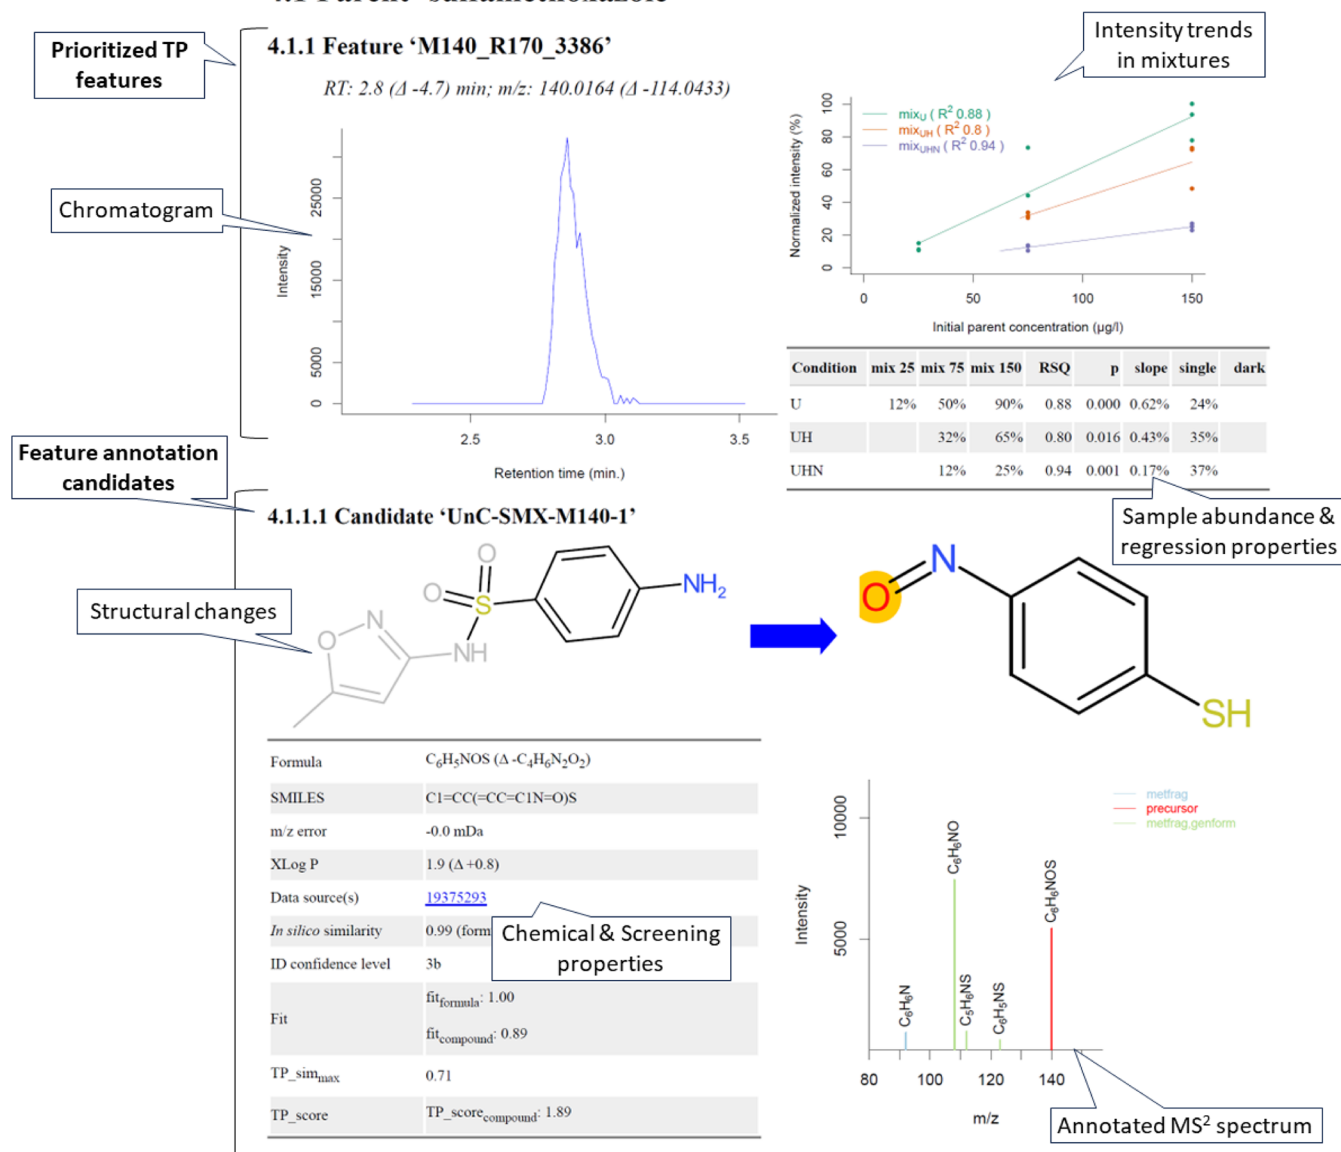 4.1 Parent ‘sulfamethoxazole’
Prioritized TP
features
4.1.1 Feature ‘M140_R170_3386’
RT: 2.8 (Δ -4.7) min; m/z: 140.0164 (Δ -114.0433)
Chromatogram
Intensity
0
5000
15000
25000
2.5
3.0
3.5
Retention time (min.)
Intensity trends
in mixtures
mixU ( R2 0.88 )
mixUH ( R2 0.8 )
mixUHN ( R2 0.94 )
Normalized intensity (%)
100
80
60
40
20
0
0
50
100
150
Initial parent concentration (µg/l)
Condition mix 25 mix 75 mix 150 RSQ p slope single dark
U 12% 50% 90% 0.88 0.000 0.62% 24%
UH 32% 65% 0.80 0.016 0.43% 35%
UHN 12% 25% 0.94 0.001 0.17% 37%
Sample abundance &
regression properties
Feature annotation
candidates
4.1.1.1 Candidate ‘UnC-SMX-M140-1’
Structural changes
O
O
S
NH2
NH
N
O
O
N
SH
Formula C6H5NOS (Δ -C4H6N2O2)
SMILES C1=CC(=CC=C1N=O)S
m/z error -0.0 mDa
XLog P 1.9 (Δ +0.8)
Data source(s) 19375293
In silico similarity 0.99 (form
ID confidence level 3b
Fit fitformula: 1.00
fitcompound: 0.89
TP_simmax 0.71
TP_score TP_scorecompound: 1.89
Chemical & Screening
properties
metfrag
precursor
metfrag,genform
Intensity
10000
5000
C6H6N
C6H6NO
C5H6NS
C6H5NS
C6H6NOS
80
100
120
140
m/z
Annotated MS2 spectrum